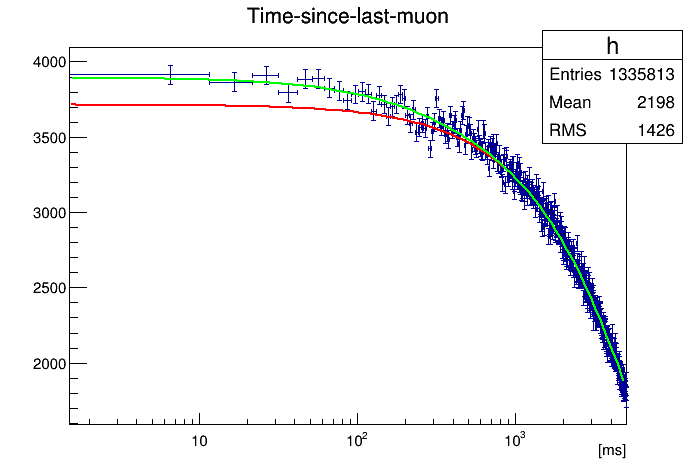 Time-since-last-muon
h
Entries 1335813
Mean 2198
RMS 1426
4000
3500
3000
2500
2000
10
10²
10³
[ms]